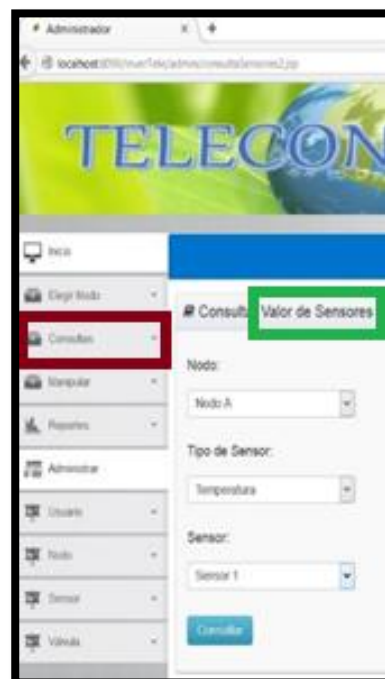 Administrador
TELECON
Inicio
Elegir Nodo
Consultas
Manipular
Reportes
Administrar
Usuario
Nodo
Sensor
Válvula
Consulta Valor de Sensores
Nodo:
Nodo A
Tipo de Sensor:
Temperatura
Sensor:
Sensor 1
Consultar